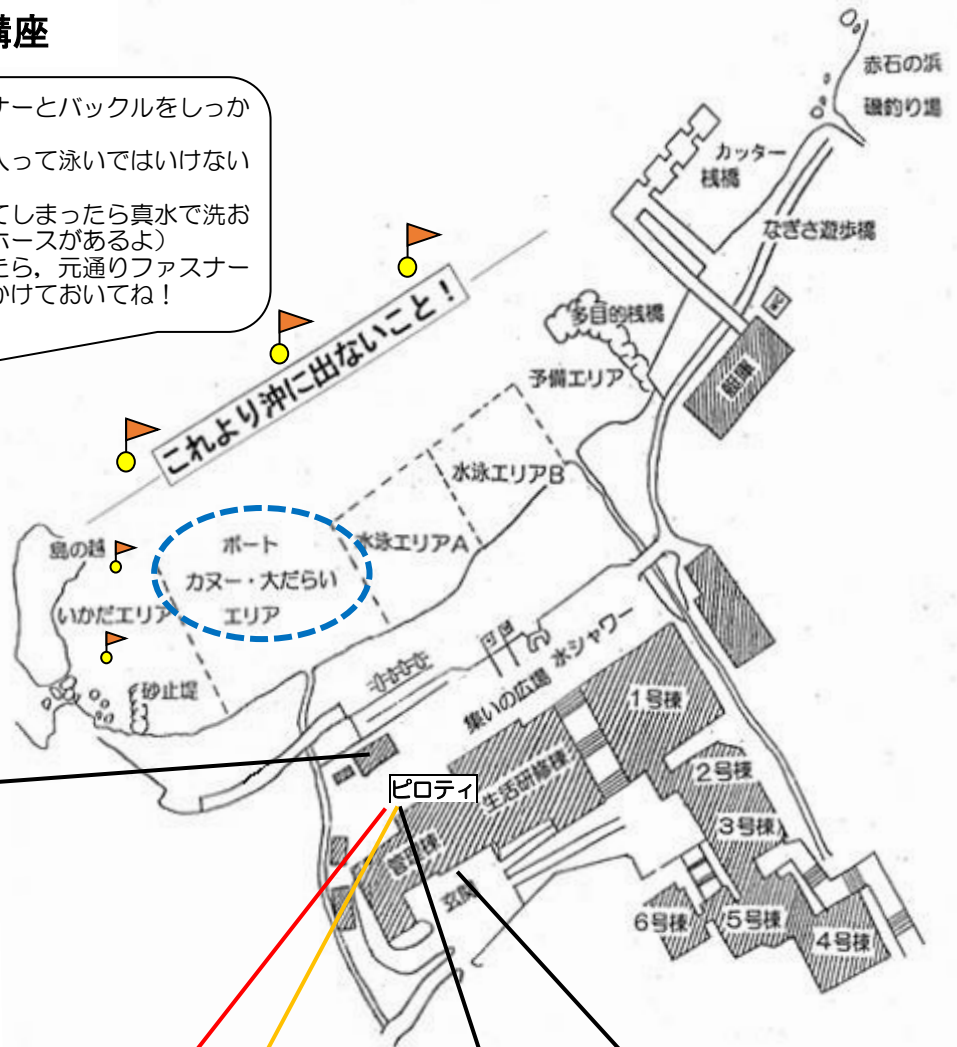 講座
ナーとバックルをしっか
入って泳いではいけない
てしまったら真水で洗お
ホースがあるよ）
たら，元通りファスナー
かけておいてね！
赤石の浜
磯釣り場
カッター
桟橋
なぎさ遊歩橋
多目的桟橋
艇庫
予備エリア
これより沖に出ないこと！
水泳エリアB
水泳エリアA
島の越
ボート
カヌー・大だらい
エリア
いかだエリア
砂止堤
水シャワー
集いの広場
1号棟
生活研修棟
2号棟
ピロティ
3号棟
管理棟
玄関
6号棟
5号棟
4号棟